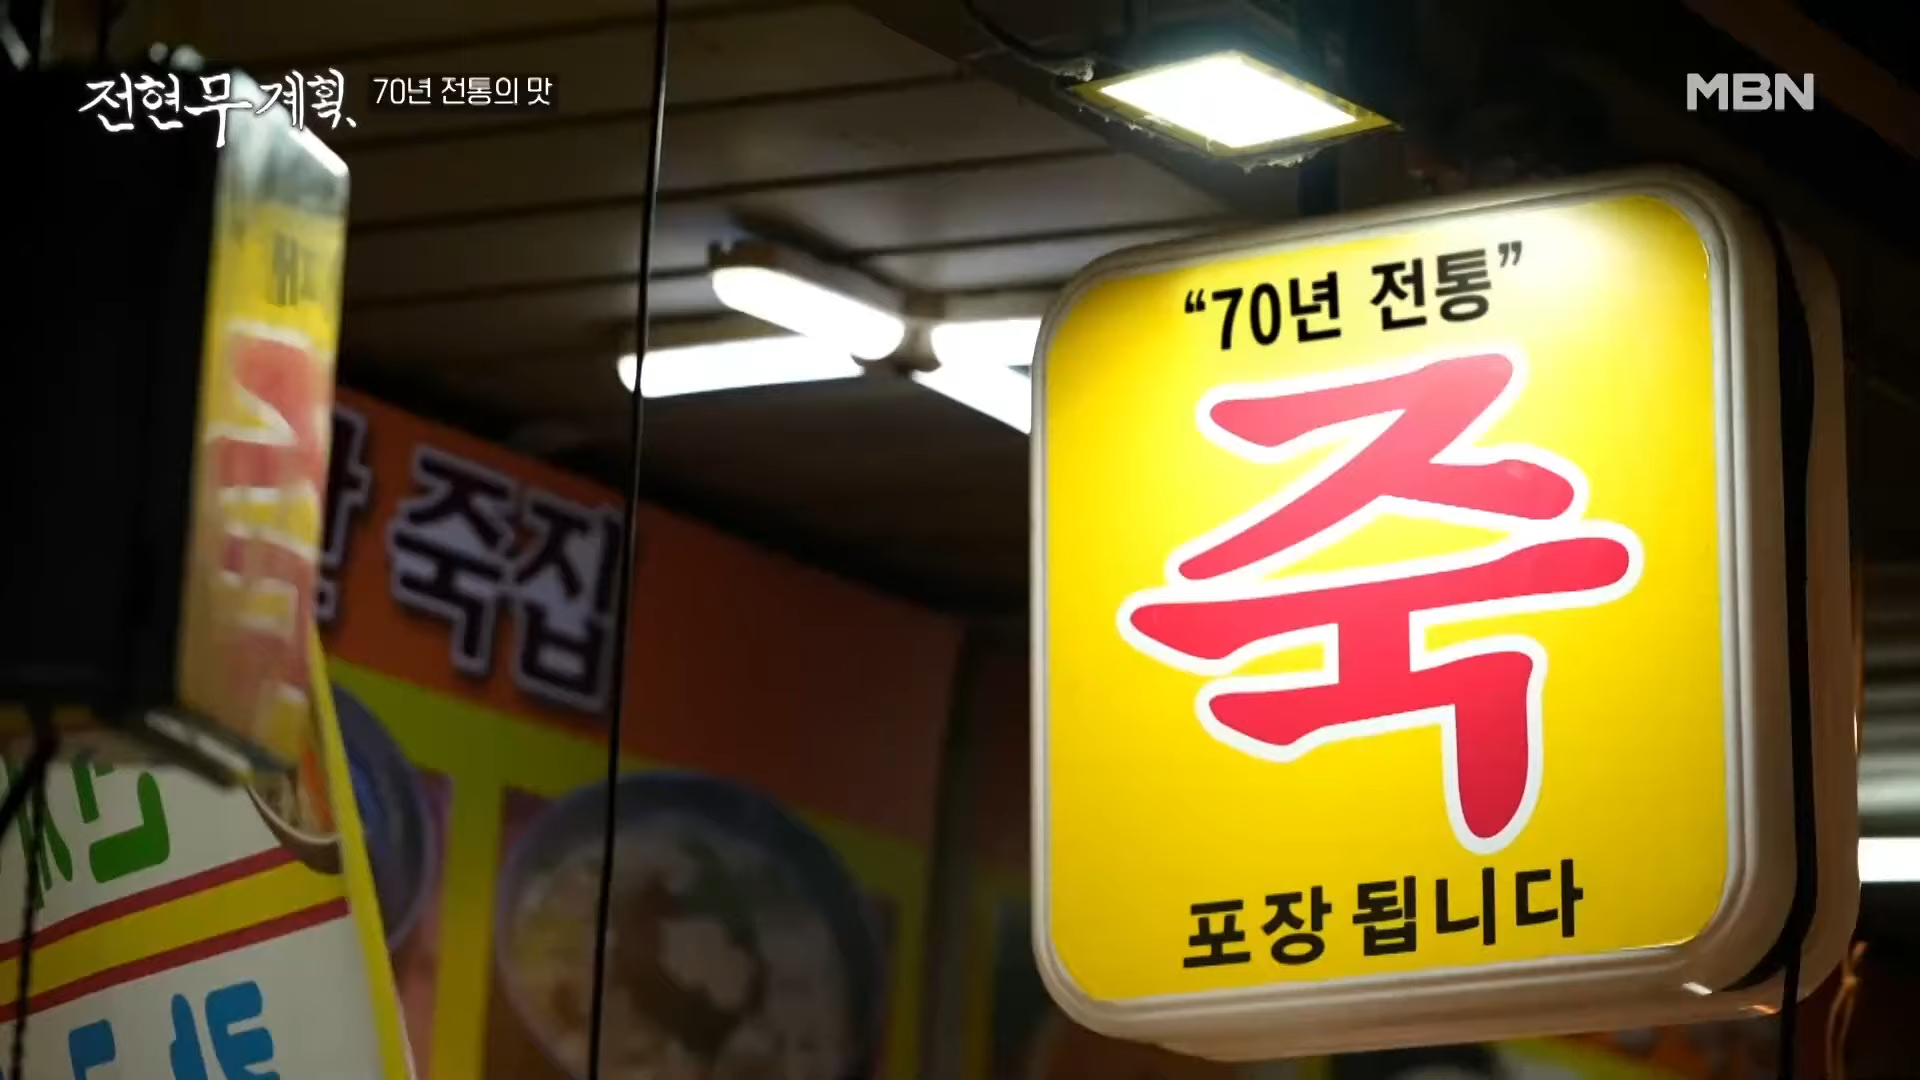 전현무계획 70년 전통의 맛
MBN
“70년 전통”
죽
포장 됩니다
죽집